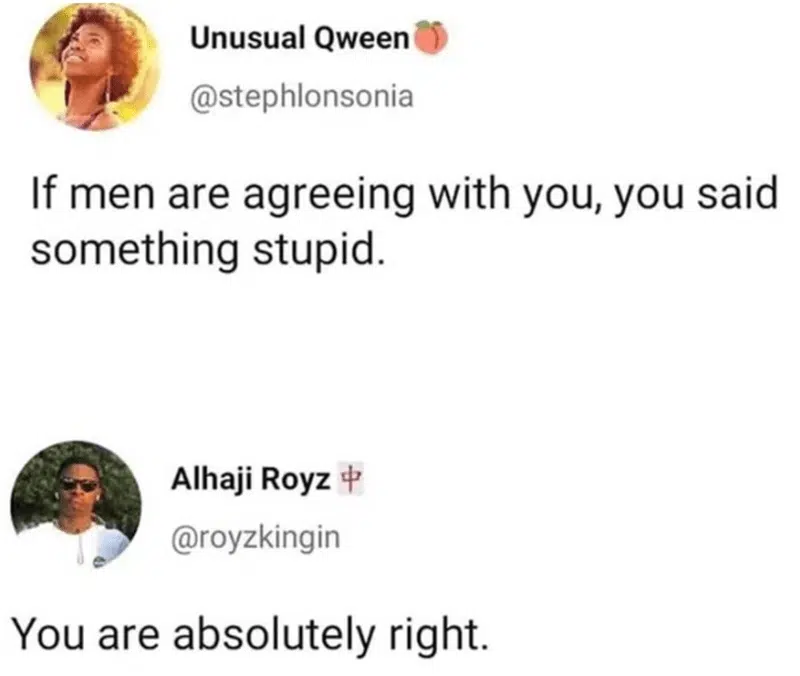 Unusual Qween🍑
@stephlonsonia
If men are agreeing with you, you said
something stupid.
Alhaji Royz 🀄
@royzkingin
You are absolutely right.